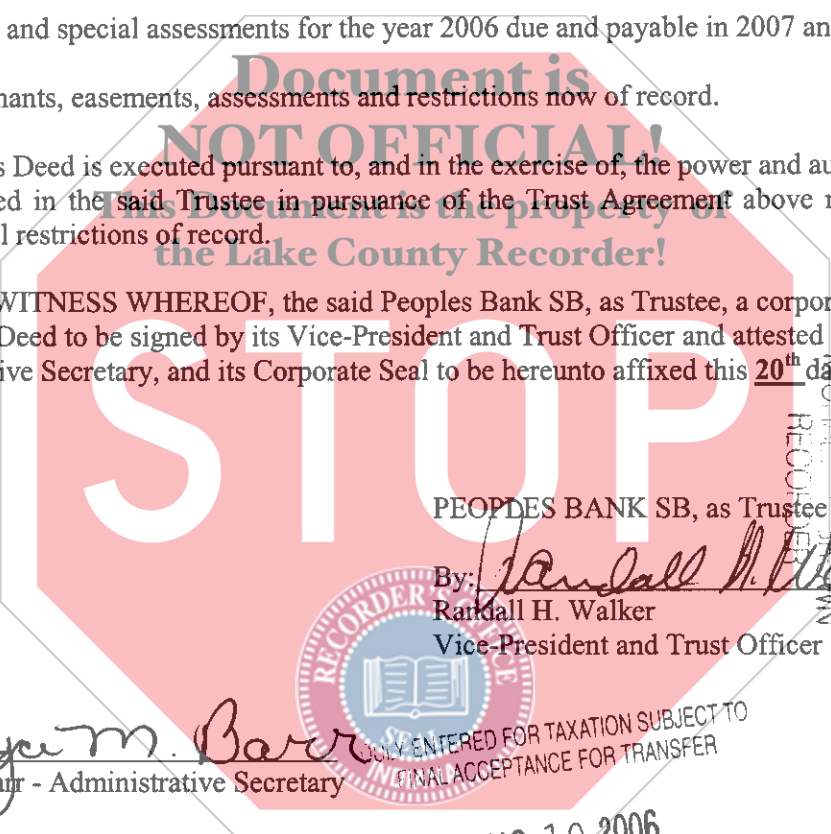 and special assessments for the year 2006 due and payable in 2007 an
Document is
nants, easements, assessments and restrictions now of record.
NOT OFFICIAL!
s Deed is executed pursuant to, and in the exercise of, the power and au
ed in the said Trustee in pursuance of the Trust Agreement above
This Document is the property of
l restrictions of record.
the Lake County Recorder!
WITNESS WHEREOF, the said Peoples Bank SB, as Trustee, a corpor
Deed to be signed by its Vice-President and Trust Officer and attested
ive Secretary, and its Corporate Seal to be hereunto affixed this 20th da
STOP
RECORDER
PEOPLES BANK SB, as Trustee
By: Randall H.
Randall H. Walker
Vice-President and Trust Officer
RECORDER'S OFFICE
SEAL
INDIANA
M. Barr
DULY ENTERED FOR TAXATION SUBJECT TO
FINAL ACCEPTANCE FOR TRANSFER
arr - Administrative Secretary
2006